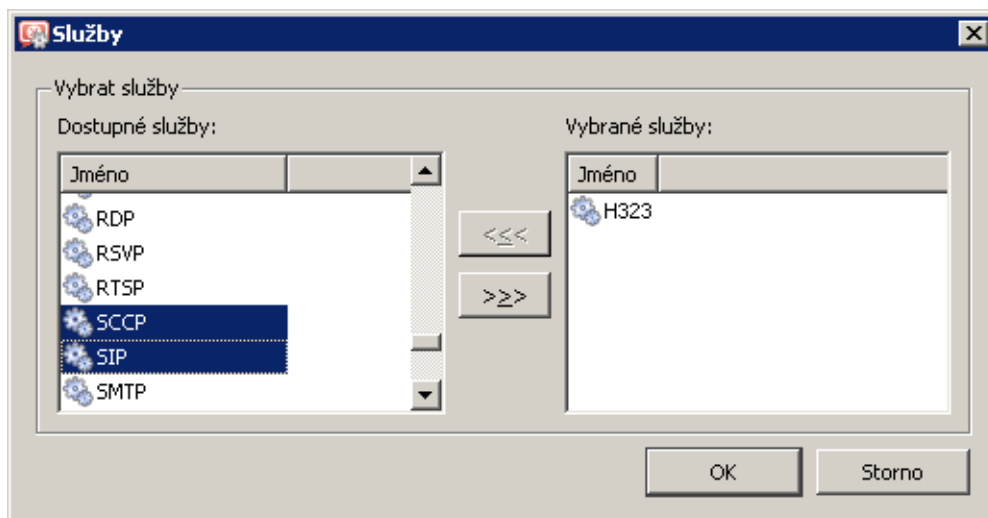 Služby
Vybrat služby
Dostupné služby:
Jméno
RDP
RSVP
RTSP
SCCP
SIP
SMTP
<<<
>>>
Vybrané služby:
Jméno
H323
OK
Storno